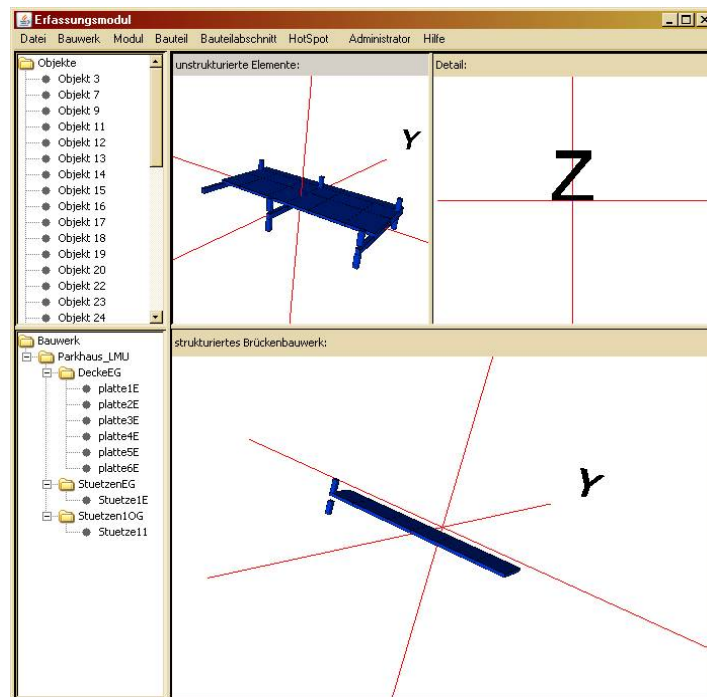 Erfassungsmodul
Datei Bauwerk Modul Bauteil Bauteilabschnitt HotSpot Administrator Hilfe
Objekte
Objekt 3
Objekt 7
Objekt 9
Objekt 11
Objekt 12
Objekt 13
Objekt 14
Objekt 15
Objekt 16
Objekt 17
Objekt 18
Objekt 19
Objekt 20
Objekt 22
Objekt 23
Objekt 24
unstrukturierte Elemente:
Y
Detail:
Z
Bauwerk
Parkhaus_LMU
DeckeEG
platte1E
platte2E
platte3E
platte4E
platte5E
platte6E
StuetzenEG
Stuetze1E
Stuetzen1OG
Stuetze11
strukturiertes Brückenbauwerk:
Y